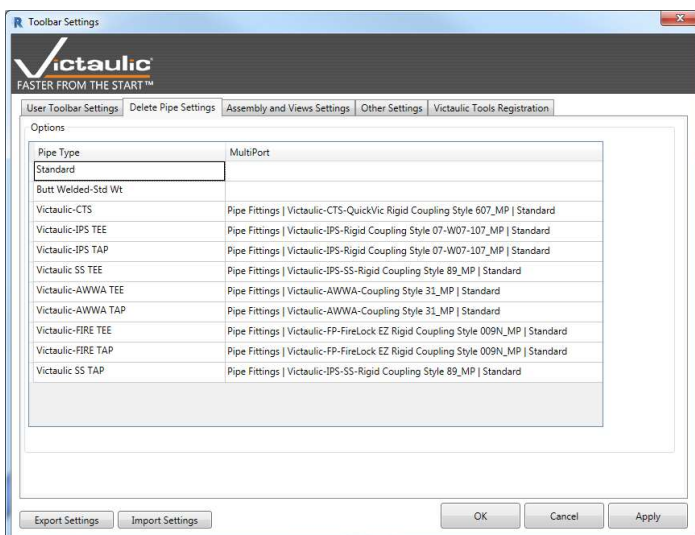 Toolbar Settings
Victaulic
FASTER FROM THE START™
User Toolbar Settings Delete Pipe Settings Assembly and Views Settings Other Settings Victaulic Tools Registration
Options
Pipe Type MultiPort
Standard
Butt Welded-Std Wt
Victaulic-CTS Pipe Fittings | Victaulic-CTS-QuickVic Rigid Coupling Style 607_MP | Standard
Victaulic-IPS TEE Pipe Fittings | Victaulic-IPS-Rigid Coupling Style 07-W07-107_MP | Standard
Victaulic-IPS TAP Pipe Fittings | Victaulic-IPS-Rigid Coupling Style 07-W07-107_MP | Standard
Victaulic SS TEE Pipe Fittings | Victaulic-IPS-SS-Rigid Coupling Style 89_MP | Standard
Victaulic-AWWA TEE Pipe Fittings | Victaulic-AWWA-Coupling Style 31_MP | Standard
Victaulic-AWWA TAP Pipe Fittings | Victaulic-AWWA-Coupling Style 31_MP | Standard
Victaulic-FIRE TEE Pipe Fittings | Victaulic-FP-FireLock EZ Rigid Coupling Style 009N_MP | Standard
Victaulic-FIRE TAP Pipe Fittings | Victaulic-FP-FireLock EZ Rigid Coupling Style 009N_MP | Standard
Victaulic SS TAP Pipe Fittings | Victaulic-IPS-SS-Rigid Coupling Style 89_MP | Standard
Export Settings Import Settings OK Cancel Apply